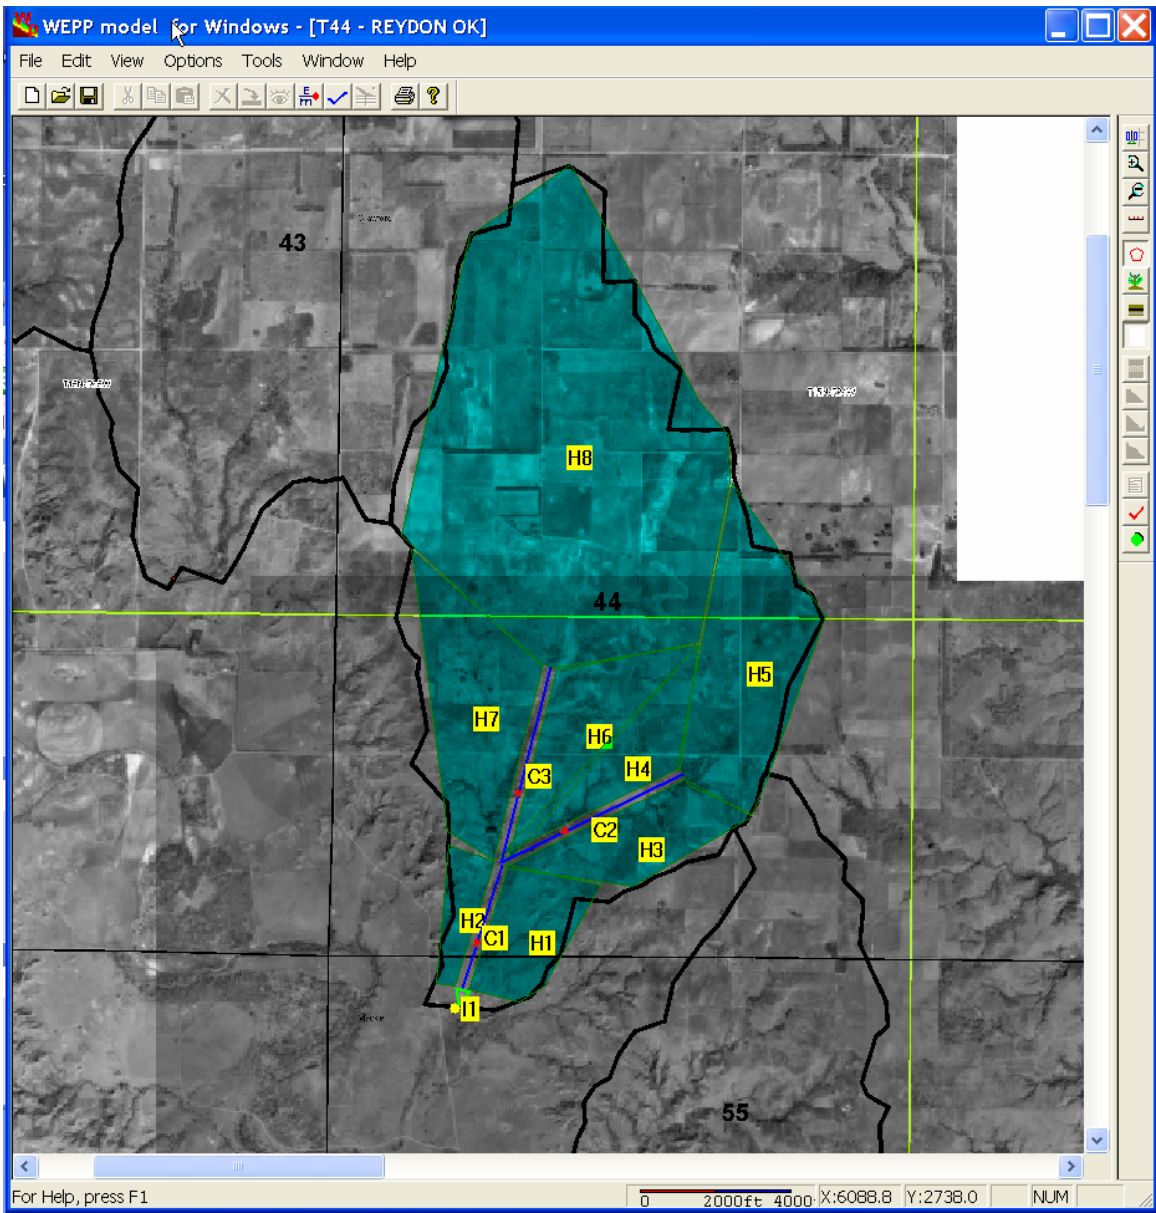 WEPP model for Windows - [T44 - REYDON OK]
File Edit View Options Tools Window Help
43
H8
44
H5
H7
H6
H4
C3
C2
H3
H2
C1
H1
I1
55
For Help, press F1
0 2000ft 4000
X:6088.8 Y:2738.0 NUM